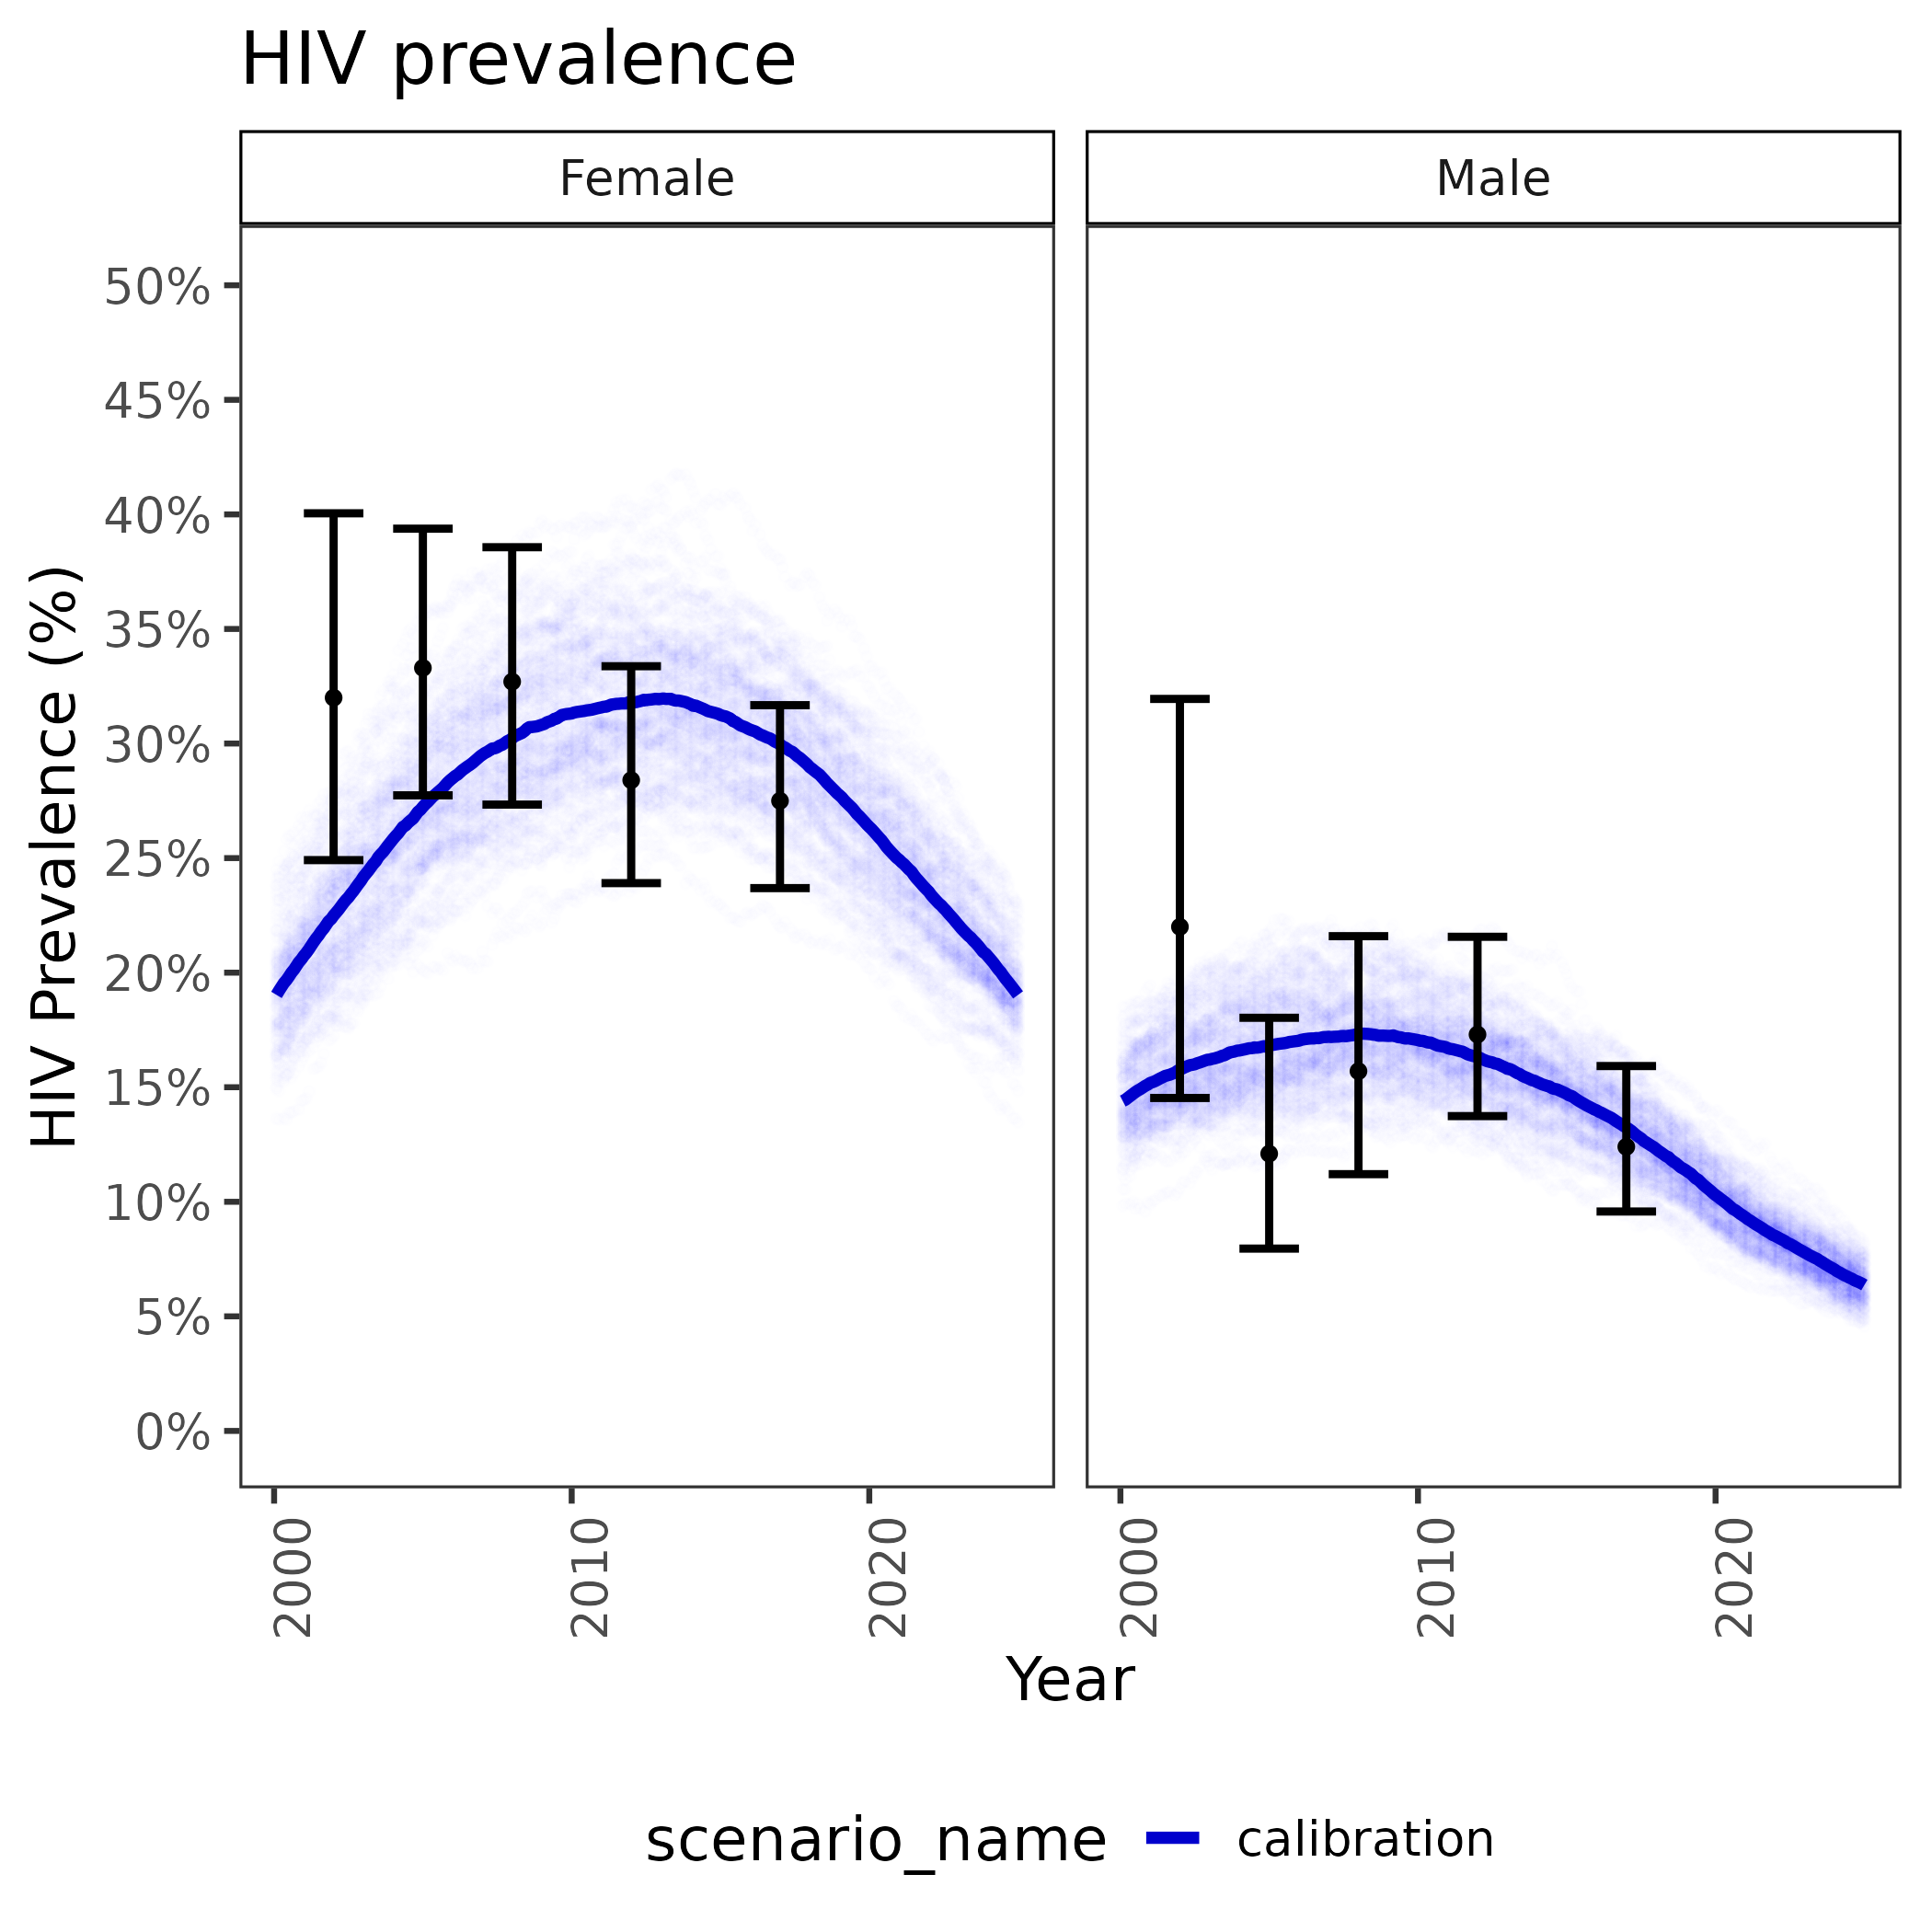 HIV prevalence
Female
Male
HIV Prevalence (%)
50%
45%
40%
35%
30%
25%
20%
15%
10%
5%
0%
2000
2010
2020
2000
2010
2020
Year
scenario_name calibration